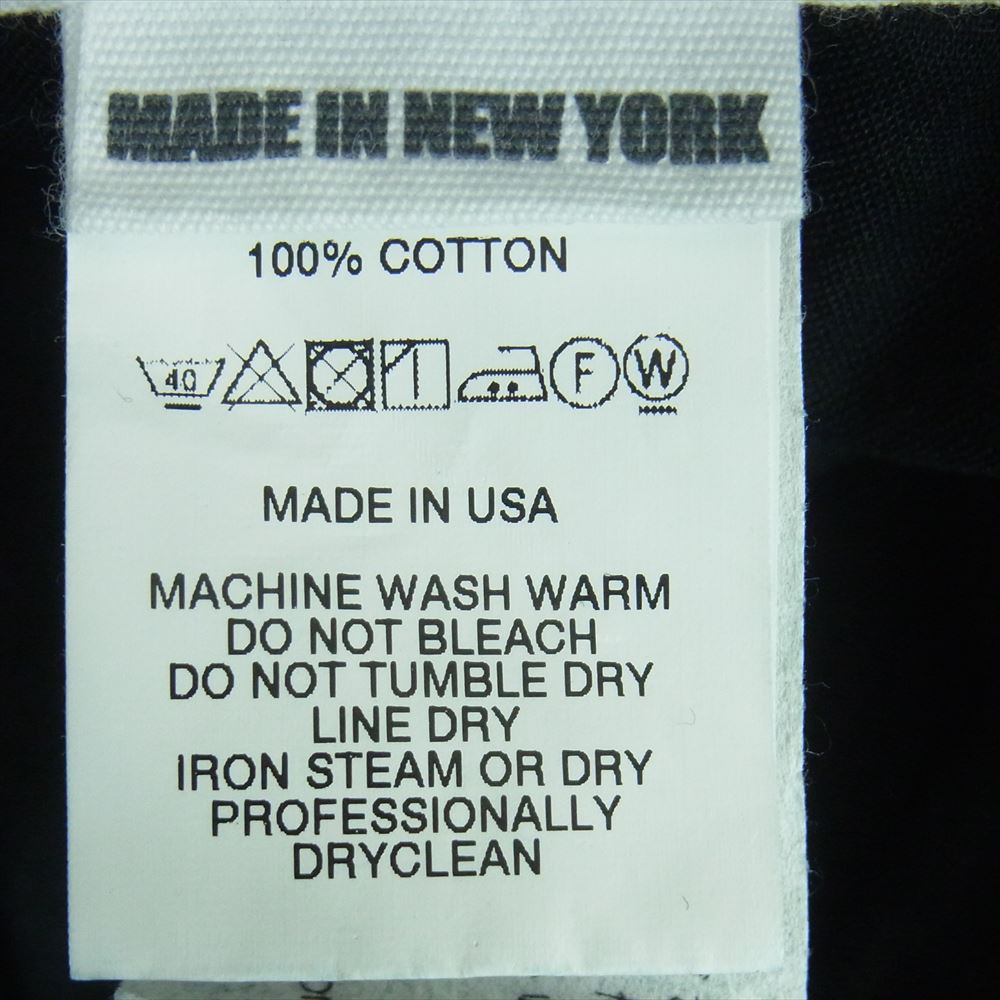 MADE IN NEW YORK
100% COTTON
40 F W
MADE IN USA
MACHINE WASH WARM
DO NOT BLEACH
DO NOT TUMBLE DRY
LINE DRY
IRON STEAM OR DRY
PROFESSIONALLY
DRYCLEAN